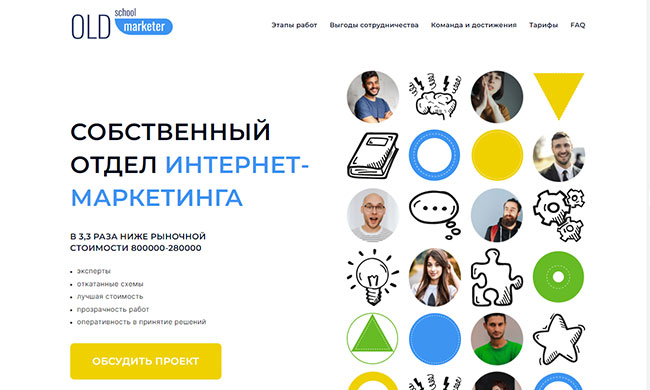 OLD school marketer
Этапы работ Выгоды сотрудничества Команда и достижения Тарифы FAQ
СОБСТВЕННЫЙ
ОТДЕЛ ИНТЕРНЕТ-
МАРКЕТИНГА
В 3,3 РАЗА НИЖЕ РЫНОЧНОЙ
СТОИМОСТИ 800000-280000
эксперты
откатанные схемы
лучшая стоимость
прозрачность работ
оперативность в принятие решений
ОБСУДИТЬ ПРОЕКТ